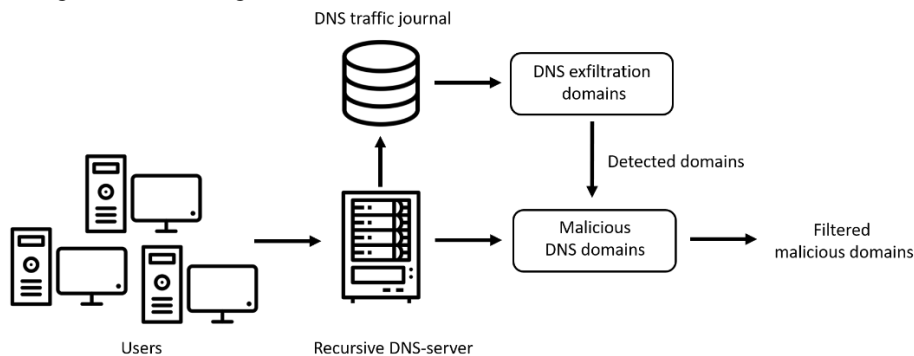 DNS traffic journal
DNS exfiltration
domains
Detected domains
Malicious
DNS domains
Filtered
malicious domains
Users
Recursive DNS-server